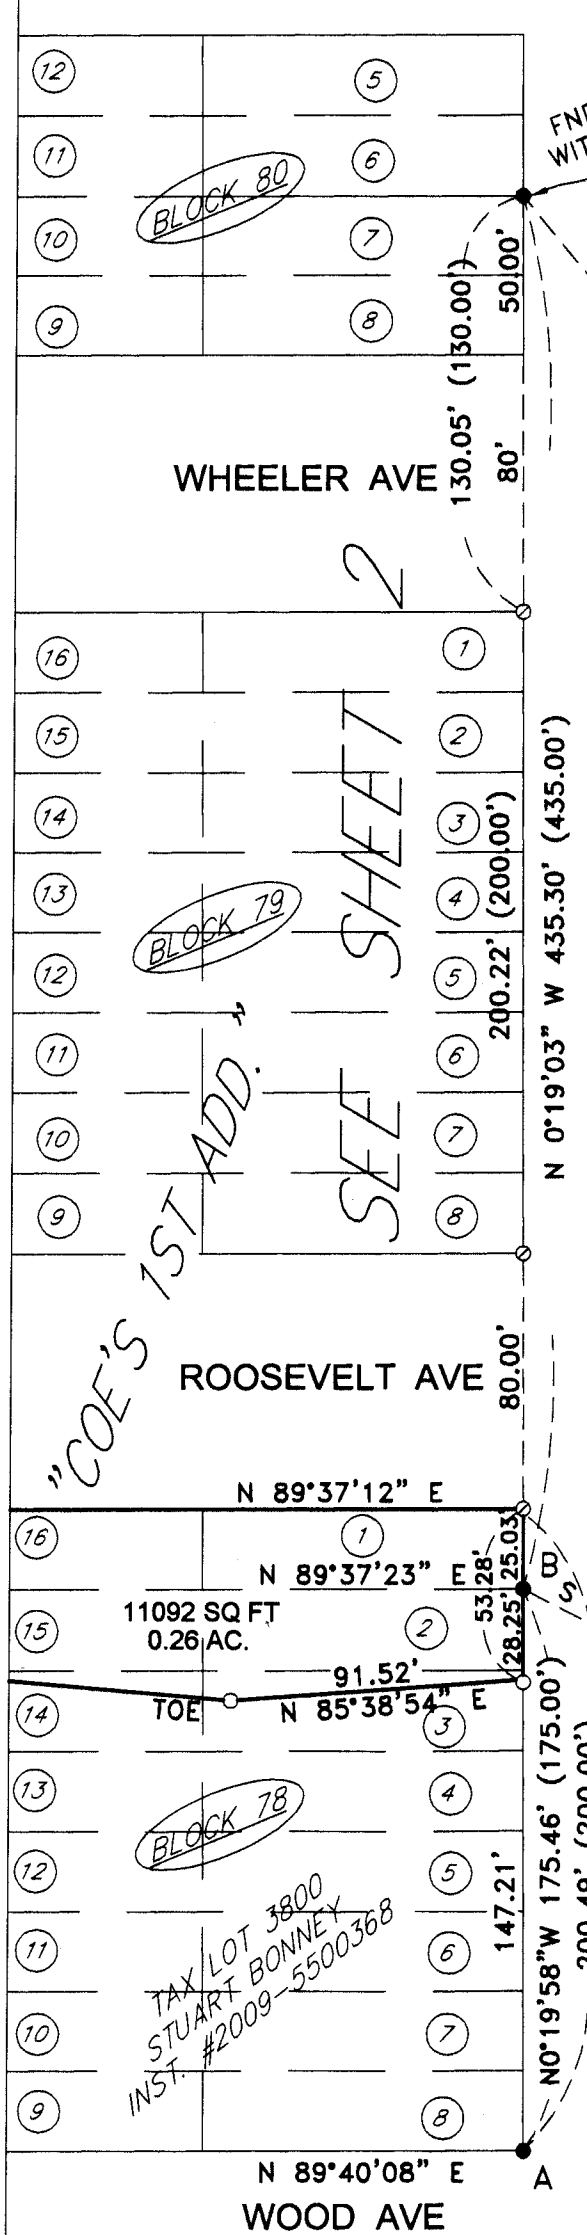 12
5
FND
WIT
11
6
BLOCK 80
10
7
9
8
50.00'
130.05' (130.00')
80'
WHEELER AVE
SEE SHEET 2
16
1
15
2
14
3
13
4
BLOCK 79
12
5
11
6
10
7
9
8
200.22' (200.00')
N 0°19'03" W 435.30' (435.00')
"COE'S 1ST ADD."
ROOSEVELT AVE
80.00'
N 89°37'12" E
16
1
N 89°37'23" E
53.28'
25.03'
B
S
11092 SQ FT
0.26 AC.
15
2
28.25'
91.52'
TOE
N 85°38'54" E
14
3
13
4
BLOCK 78
12
5
11
6
10
7
9
8
147.21'
N0°19'58"W 175.46' (175.00')
200.49' (200.00')
TAX LOT 3800
STUART BONNEY
INST. #2009-5500368
N 89°40'08" E
A
WOOD AVE